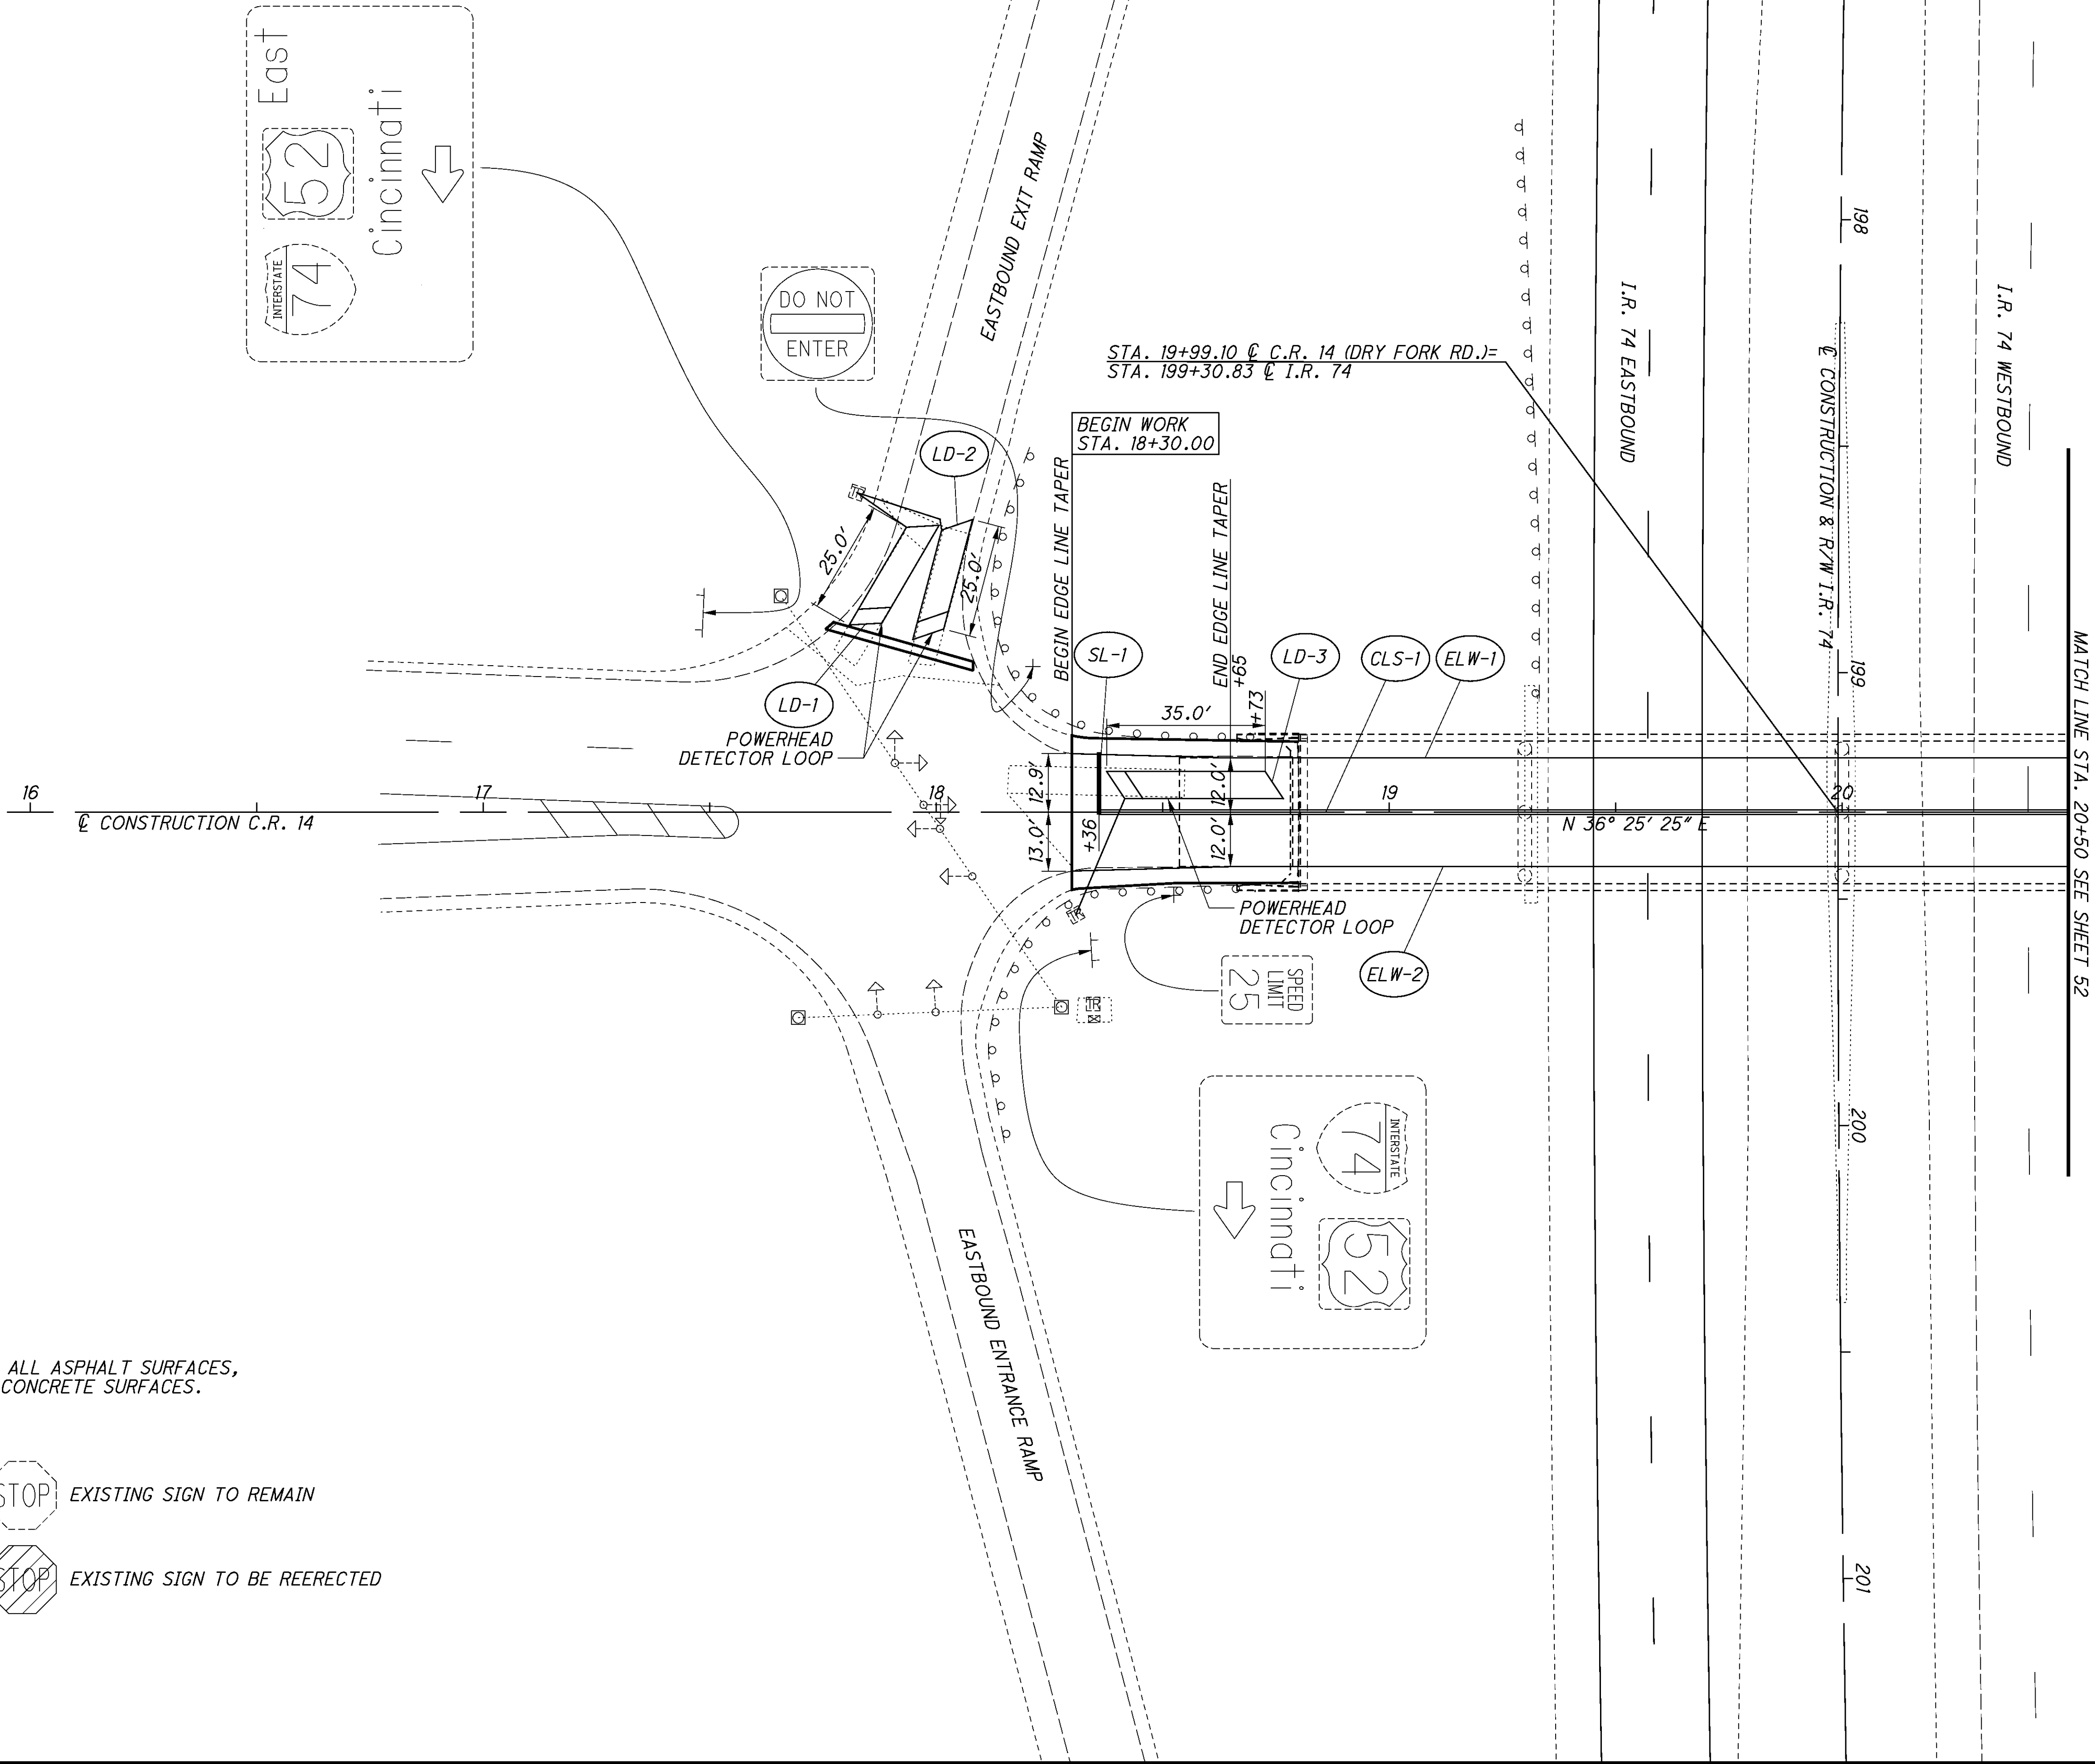 East
52
INTERSTATE
74
Cincinnati
DO NOT
ENTER
EASTBOUND EXIT RAMP
STA. 19+99.10 ℄ C.R. 14 (DRY FORK RD.)=
STA. 199+30.83 ℄ I.R. 74
BEGIN WORK
STA. 18+30.00
I.R. 74 EASTBOUND
℄ CONSTRUCTION & R/W I.R. 74
I.R. 74 WESTBOUND
198
199
200
201
MATCH LINE STA. 20+50 SEE SHEET 52
LD-2
TR
25.0'
25.0'
BEGIN EDGE LINE TAPER
END EDGE LINE TAPER
+65
+73
SL-1
LD-3
CLS-1
ELW-1
LD-1
POWERHEAD
DETECTOR LOOP
35.0'
12.9'
12.0'
13.0'
12.0'
+36
16
17
18
19
20
℄ CONSTRUCTION C.R. 14
N 36° 25' 25" E
POWERHEAD
DETECTOR LOOP
ELW-2
TR
TR
SPEED
LIMIT
25
INTERSTATE
74
52
Cincinnati
EASTBOUND ENTRANCE RAMP
ALL ASPHALT SURFACES,
CONCRETE SURFACES.
STOP
EXISTING SIGN TO REMAIN
STOP
EXISTING SIGN TO BE REERECTED